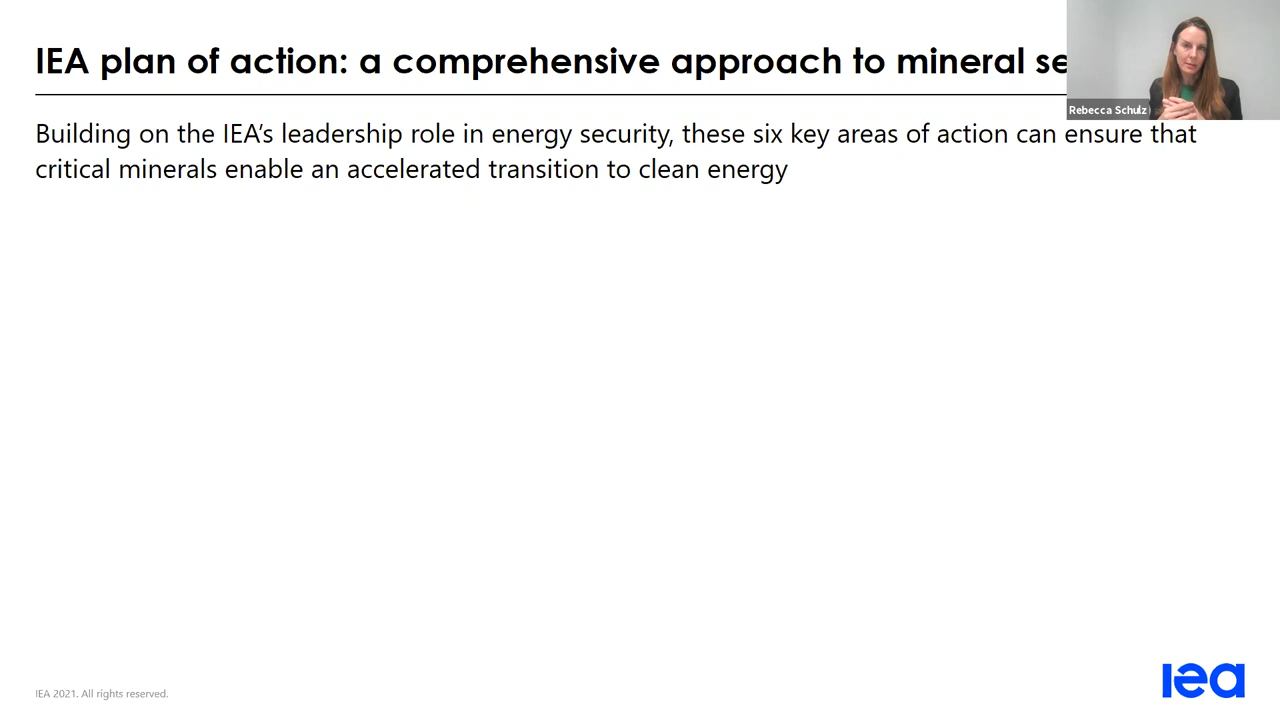 IEA plan of action: a comprehensive approach to mineral
Rebecca Schulz
Building on the IEA’s leadership role in energy security, these six key areas of action can ensure that
critical minerals enable an accelerated transition to clean energy
IEA 2021. All rights reserved.
iea